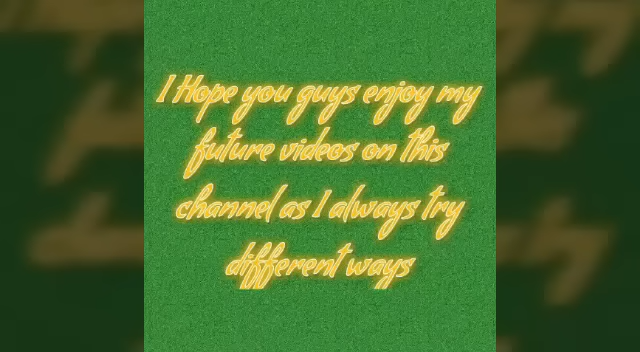 I Hope you guys enjoy my
future videos on this
channel as I always try
different ways